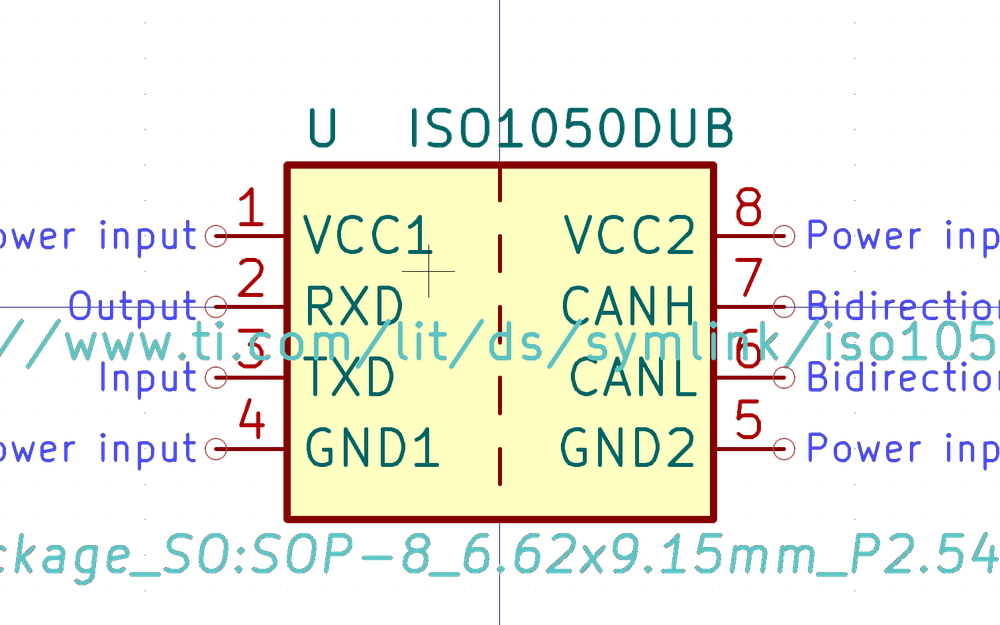 U ISO1050DUB
1 8
ower input VCC1 VCC2 Power inp
2 7
Output RXD CANH Bidirection
//www.ti.com/lit/ds/symlink/iso105
3 6
Input TXD CANL Bidirection
4 5
ower input GND1 GND2 Power inp
ckage_SO:SOP-8_6.62x9.15mm_P2.54